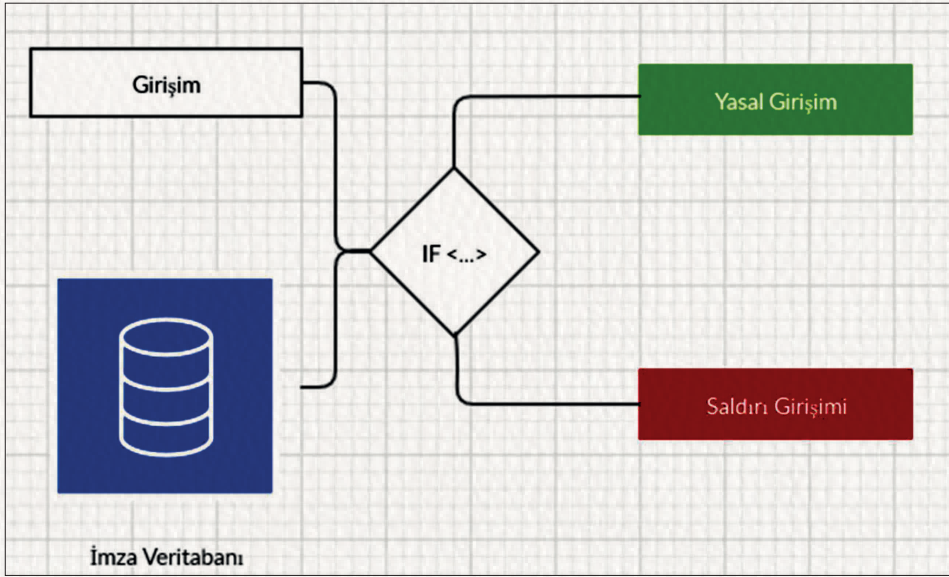 Girişim
Yasal Girişim
IF <...>
Saldırı Girişimi
İmza Veritabanı